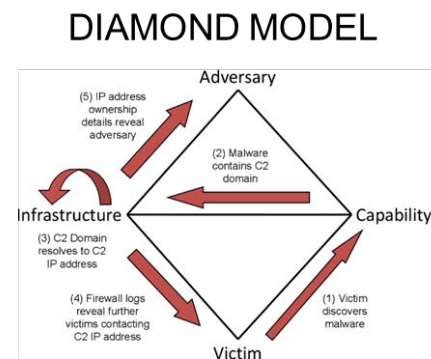 DIAMOND MODEL
Adversary
(5) IP address
ownership
details reveal
adversary
(2) Malware
contains C2
domain
Infrastructure
Capability
(3) C2 Domain
resolves to C2
IP address
(4) Firewall logs
reveal further
victims contacting
C2 IP address
(1) Victim
discovers
malware
Victim